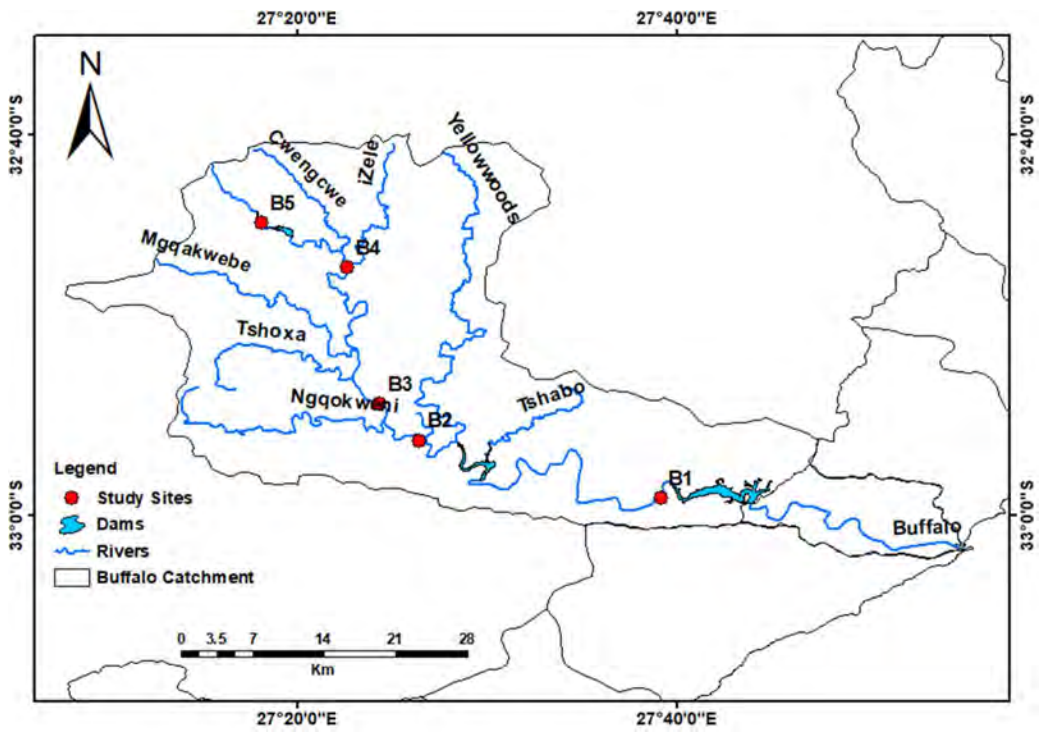 27°20'0"E
27°40'0"E
N
32°40'0"S
32°40'0"S
Cwengcwe
iZele
Yellowwoods
B5
B4
Mgqakwebe
Tshoxa
B3
Ngqokweni
B2
Tshabo
B1
Buffalo
33°0'0"S
33°0'0"S
Legend
Study Sites
Dams
Rivers
Buffalo Catchment
0 3.5 7 14 21 28
Km
27°20'0"E
27°40'0"E